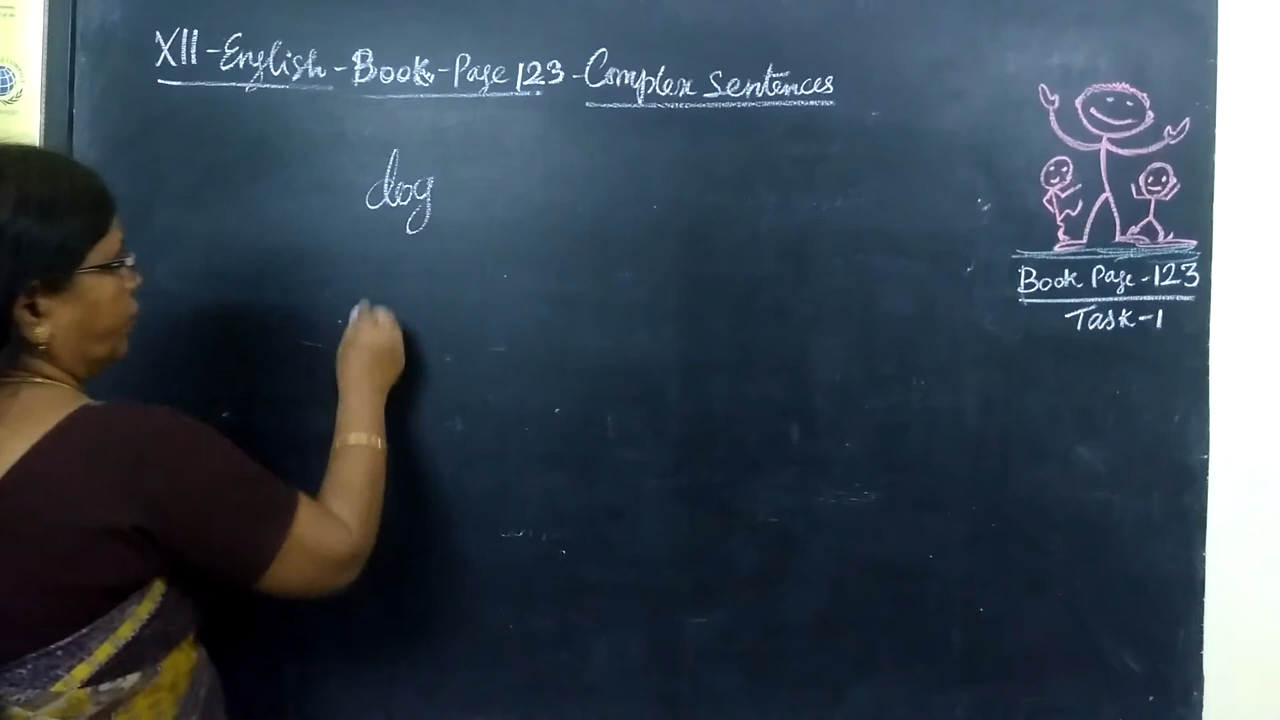 XII - English - Book - Page 123 - Complex Sentences
dog
Book Page - 123
Task - 1